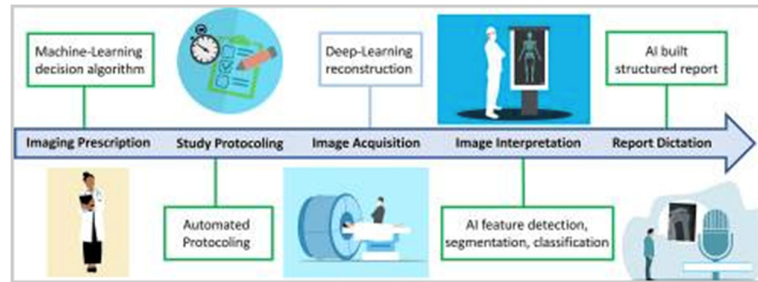 Machine-Learning
decision algorithm
Deep-Learning
reconstruction
AI built
structured report
Imaging Prescription
Study Protocoling
Image Acquisition
Image Interpretation
Report Dictation
Automated
Protocoling
AI feature detection,
segmentation, classification